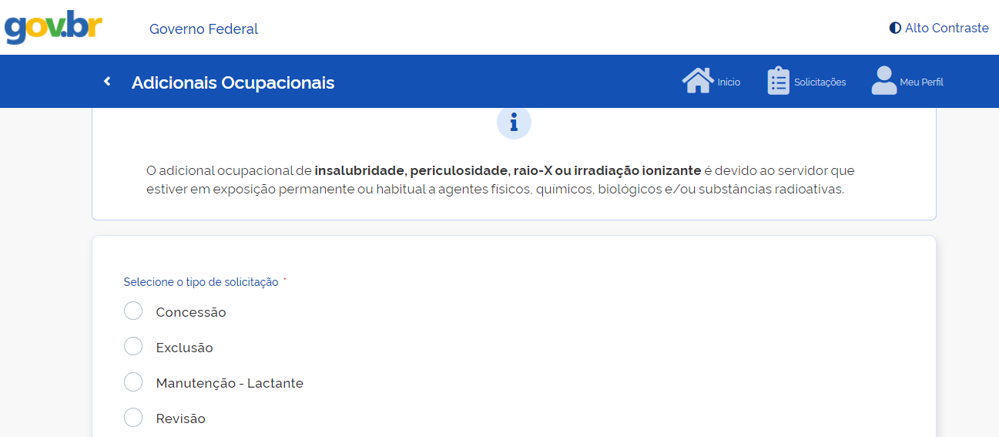 gov.br
Governo Federal
Alto Contraste
Adicionais Ocupacionais
Início
Solicitações
Meu Perfil
O adicional ocupacional de insalubridade, periculosidade, raio-X ou irradiação ionizante é devido ao servidor que
estiver em exposição permanente ou habitual a agentes físicos, químicos, biológicos e/ou substâncias radioativas.
Selecione o tipo de solicitação *
Concessão
Exclusão
Manutenção - Lactante
Revisão